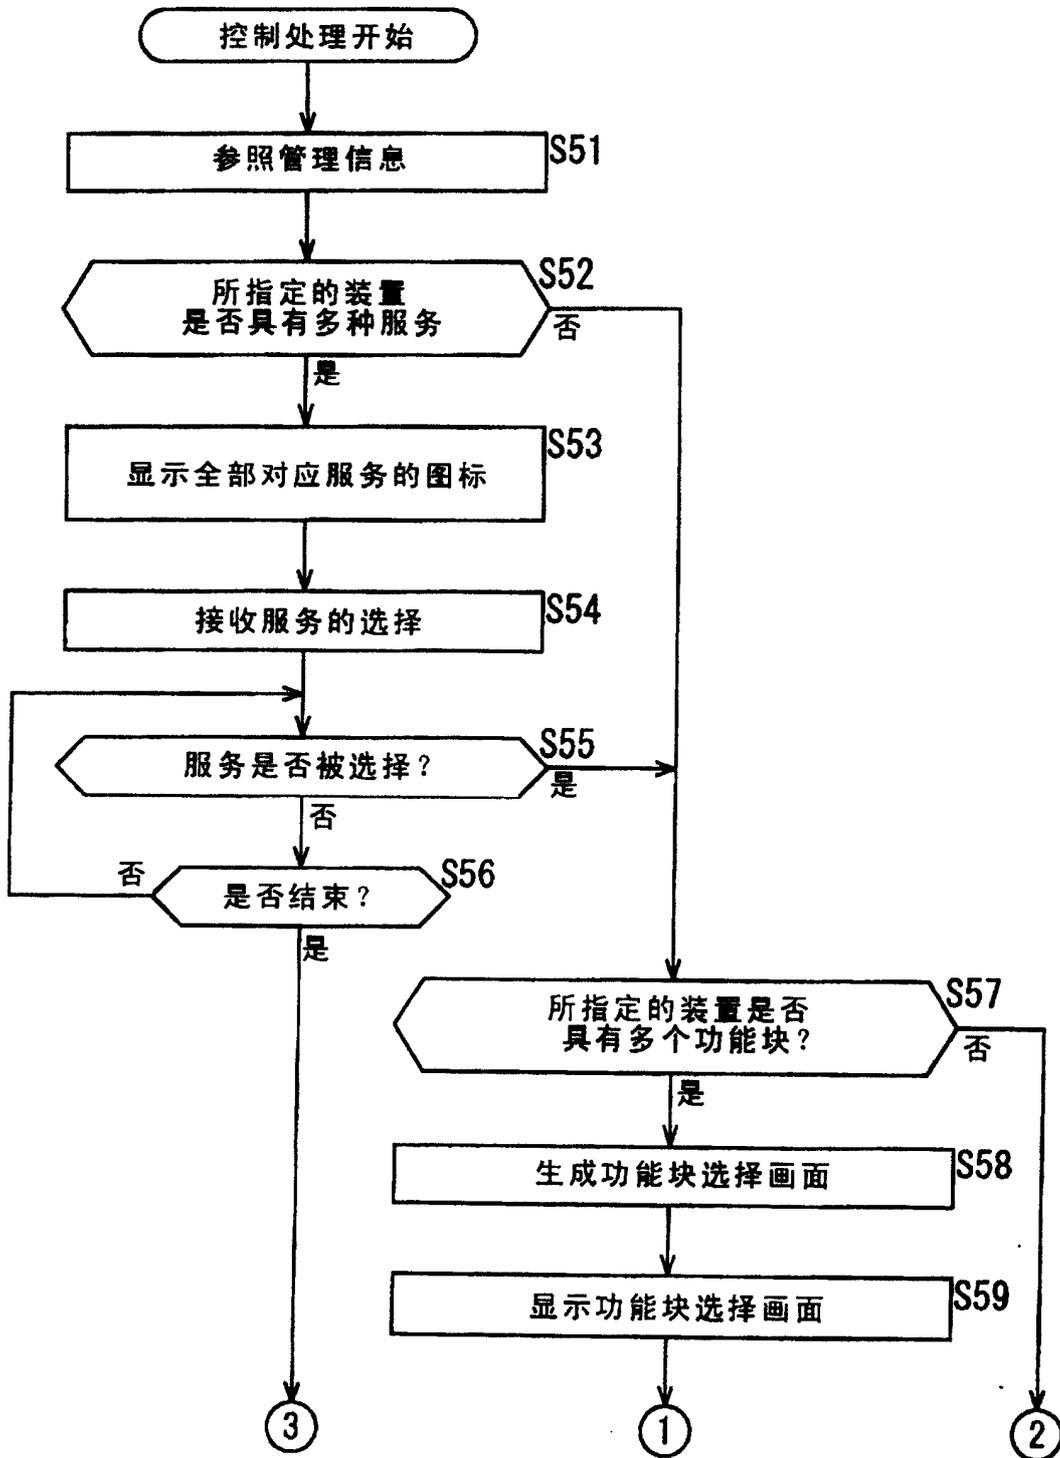 控制处理开始
参照管理信息
S51
所指定的装置
是否具有多种服务
S52
否
是
显示全部对应服务的图标
S53
接收服务的选择
S54
服务是否被选择？
S55
是
否
是否结束？
S56
否
是
所指定的装置是否
具有多个功能块？
S57
否
是
生成功能块选择画面
S58
显示功能块选择画面
S59
3
1
2